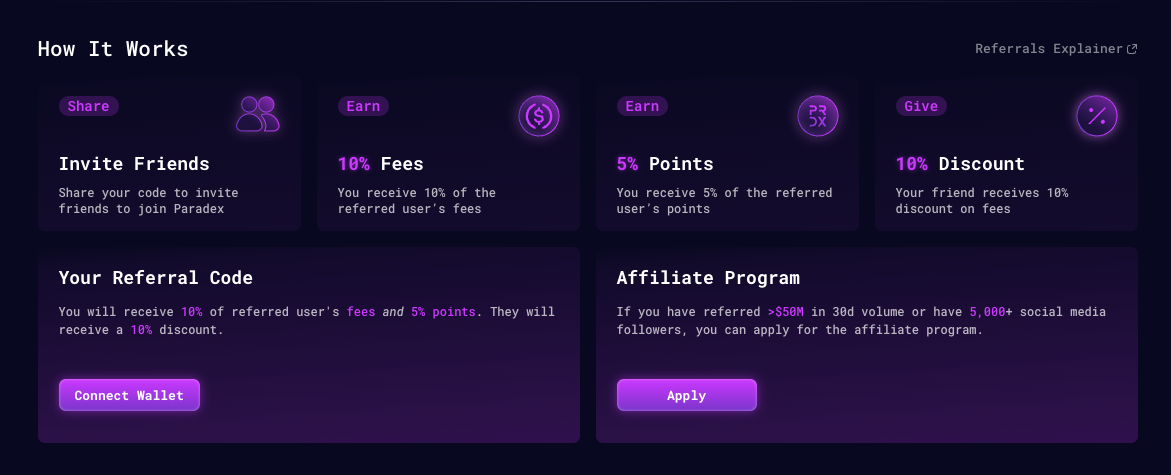 How It Works
Referrals Explainer
Share
Invite Friends
Share your code to invite
friends to join Paradex
Earn
10% Fees
You receive 10% of the
referred user's fees
Earn
PR
DX
5% Points
You receive 5% of the referred
user's points
Give
10% Discount
Your friend receives 10%
discount on fees
Your Referral Code
You will receive 10% of referred user's fees and 5% points. They will
receive a 10% discount.
Connect Wallet
Affiliate Program
If you have referred >$50M in 30d volume or have 5,000+ social media
followers, you can apply for the affiliate program.
Apply